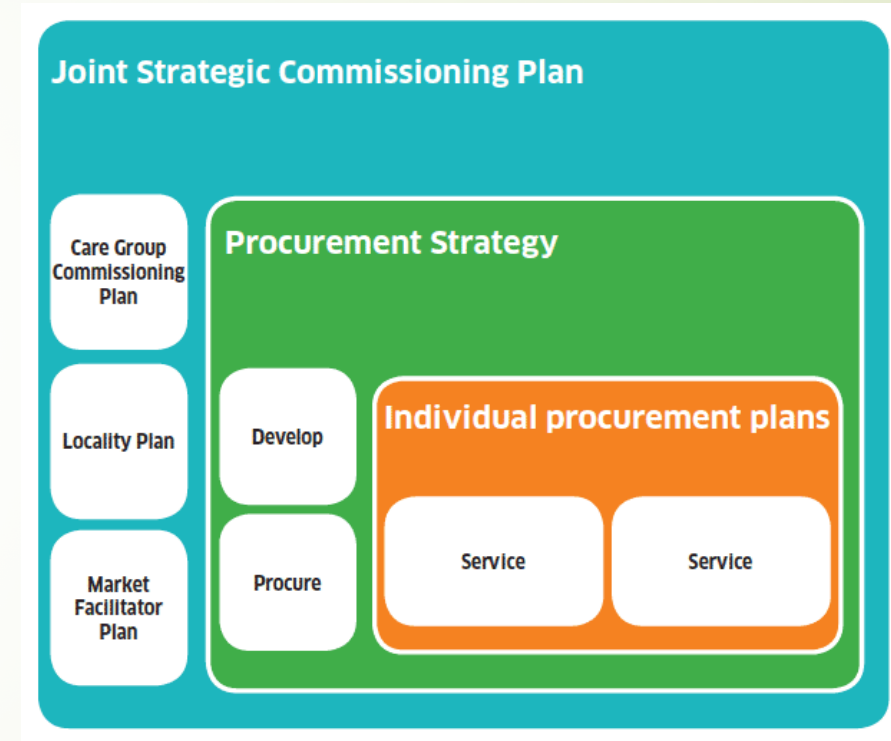 Joint Strategic Commissioning Plan
Care Group
Commissioning
Plan
Locality Plan
Market
Facilitator
Plan
Procurement Strategy
Develop
Procure
Individual procurement plans
Service
Service